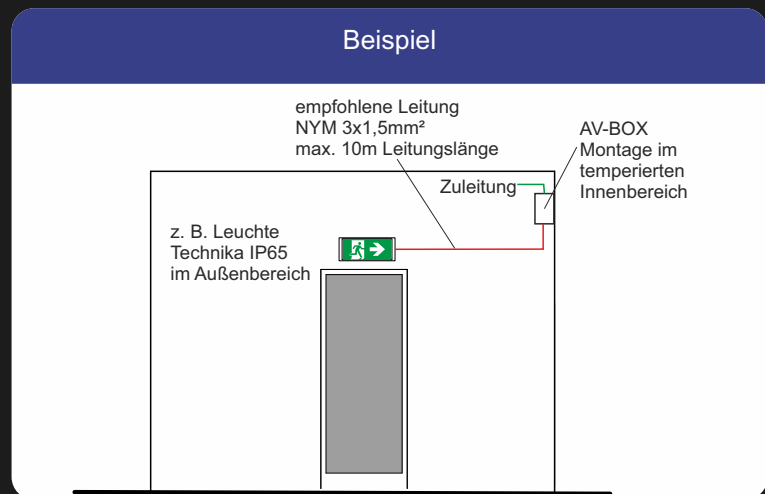 Beispiel
empfohlene Leitung
NYM 3x1,5mm²
max. 10m Leitungslänge
AV-BOX
Montage im
temperierten
Innenbereich
Zuleitung
z. B. Leuchte
Technika IP65
im Außenbereich